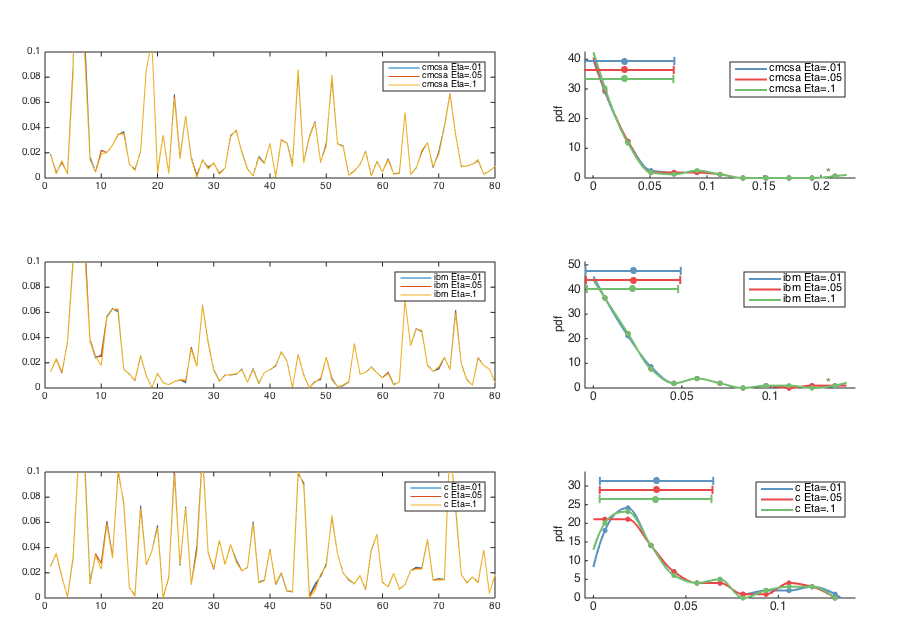 0.1
0.08
0.06
0.04
0.02
0
0 10 20 30 40 50 60 70 80
cmcsa Eta=.01
cmcsa Eta=.05
cmcsa Eta=.1
pdf
40
30
20
10
0
0 0.05 0.1 0.15 0.2
cmcsa Eta=.01
cmcsa Eta=.05
cmcsa Eta=.1
*
0.1
0.08
0.06
0.04
0.02
0
0 10 20 30 40 50 60 70 80
ibm Eta=.01
ibm Eta=.05
ibm Eta=.1
pdf
50
40
30
20
10
0
0 0.05 0.1
ibm Eta=.01
ibm Eta=.05
ibm Eta=.1
*
0.1
0.08
0.06
0.04
0.02
0
0 10 20 30 40 50 60 70 80
c Eta=.01
c Eta=.05
c Eta=.1
pdf
30
25
20
15
10
5
0
0 0.05 0.1
c Eta=.01
c Eta=.05
c Eta=.1